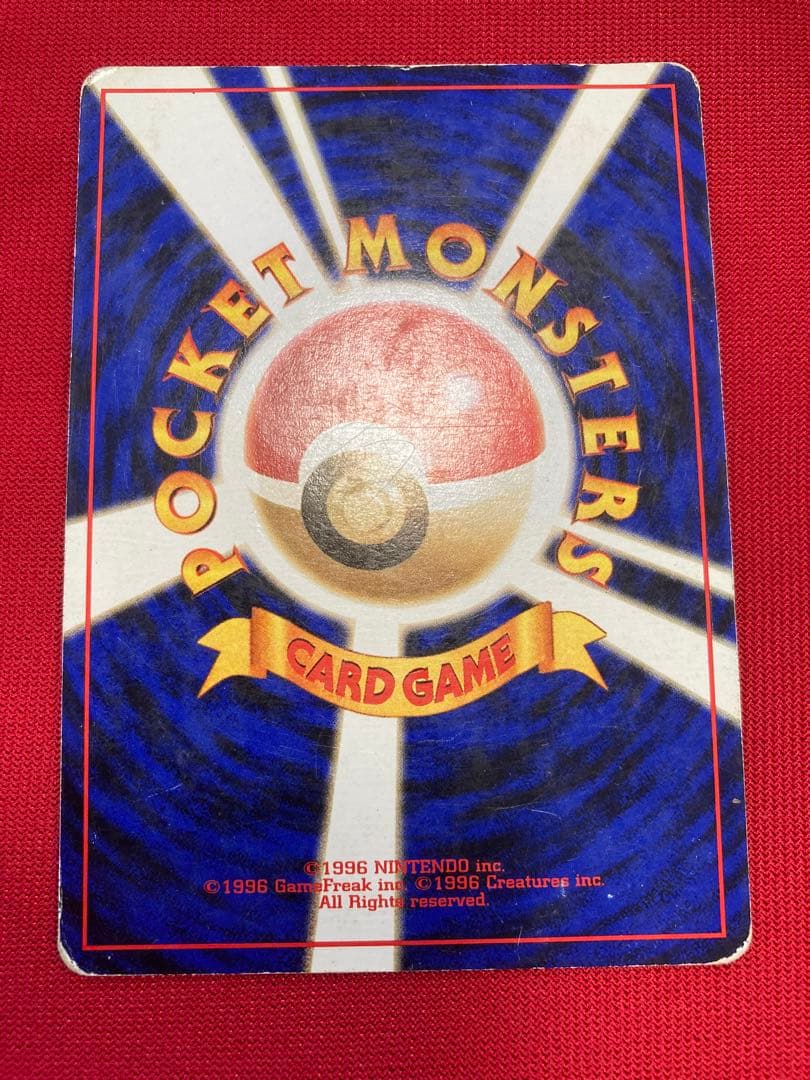 POCKET MONSTERS
CARD GAME
©1996 NINTENDO inc.
©1996 GameFreak inc. ©1996 Creatures inc.
All Rights reserved.